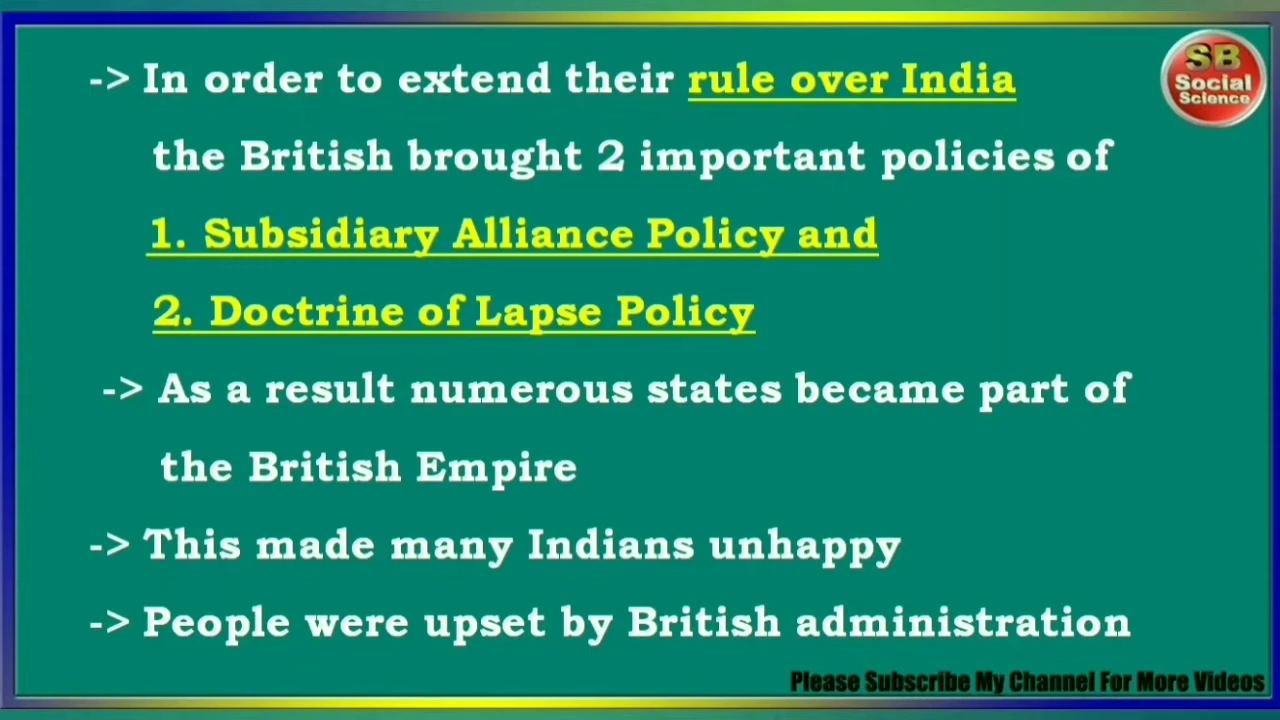 -> In order to extend their rule over India
the British brought 2 important policies of
1. Subsidiary Alliance Policy and
2. Doctrine of Lapse Policy
-> As a result numerous states became part of
the British Empire
-> This made many Indians unhappy
-> People were upset by British administration
SB
Social
Science
Please Subscribe My Channel For More Videos